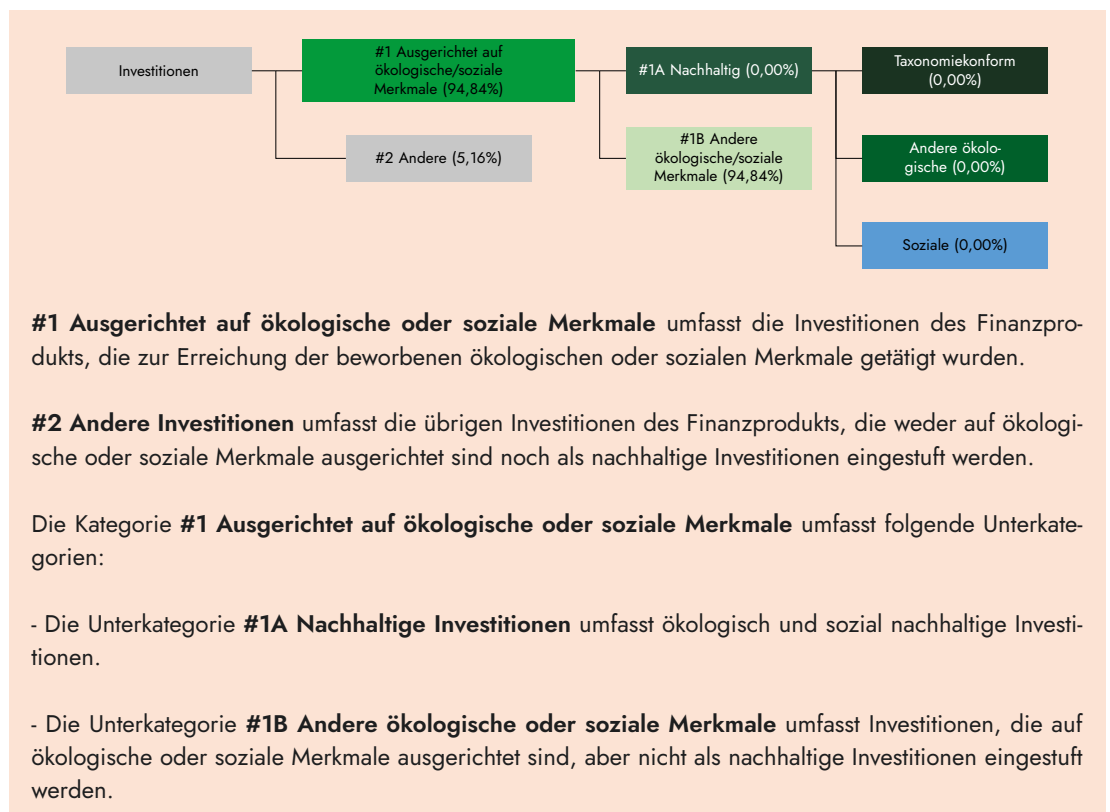 Investitionen
#1 Ausgerichtet auf
ökologische/soziale
Merkmale (94,84%)
#1A Nachhaltig (0,00%)
Taxonomiekonform
(0,00%)
#2 Andere (5,16%)
#1B Andere
ökologische/soziale
Merkmale (94,84%)
Andere ökolo-
gische (0,00%)
Soziale (0,00%)
#1 Ausgerichtet auf ökologische oder soziale Merkmale umfasst die Investitionen des Finanzpro-
dukts, die zur Erreichung der beworbenen ökologischen oder sozialen Merkmale getätigt wurden.
#2 Andere Investitionen umfasst die übrigen Investitionen des Finanzprodukts, die weder auf ökologi-
sche oder soziale Merkmale ausgerichtet sind noch als nachhaltige Investitionen eingestuft werden.
Die Kategorie #1 Ausgerichtet auf ökologische oder soziale Merkmale umfasst folgende Unterkate-
gorien:
- Die Unterkategorie #1A Nachhaltige Investitionen umfasst ökologisch und sozial nachhaltige Investi-
tionen.
- Die Unterkategorie #1B Andere ökologische oder soziale Merkmale umfasst Investitionen, die auf
ökologische oder soziale Merkmale ausgerichtet sind, aber nicht als nachhaltige Investitionen eingestuft
werden.